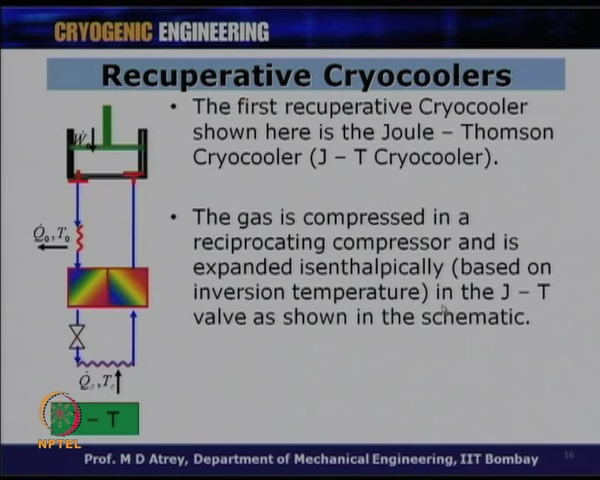 CRYOGENIC ENGINEERING
Recuperative Cryocoolers
• The first recuperative Cryocooler
shown here is the Joule – Thomson
Cryocooler (J – T Cryocooler).
• The gas is compressed in a
reciprocating compressor and is
expanded isenthalpically (based on
inversion temperature) in the J – T
valve as shown in the schematic.
Q̇₀, T₀
Q̇c, Tc
– T
NPTEL
Prof. M D Atrey, Department of Mechanical Engineering, IIT Bombay
16